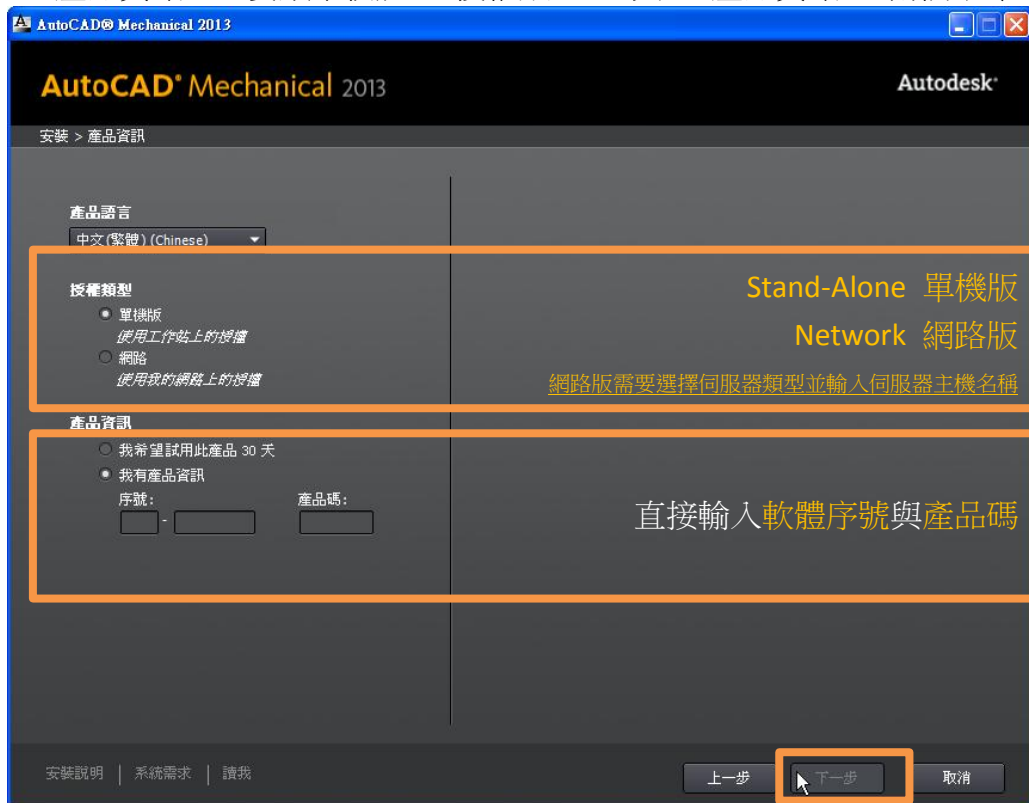 AutoCAD® Mechanical 2013
AutoCAD® Mechanical 2013
Autodesk®
安裝 > 產品資訊
產品語言
中文(繁體) (Chinese)
授權類型
單機版
使用工作站上的授權
網路
使用我的網路上的授權
Stand-Alone 單機版
Network 網路版
網路版需要選擇伺服器類型並輸入伺服器主機名稱
產品資訊
我希望試用此產品 30 天
我有產品資訊
序號: 產品碼:
-
直接輸入軟體序號與產品碼
安裝說明 | 系統需求 | 讀我
上一步 下一步 取消